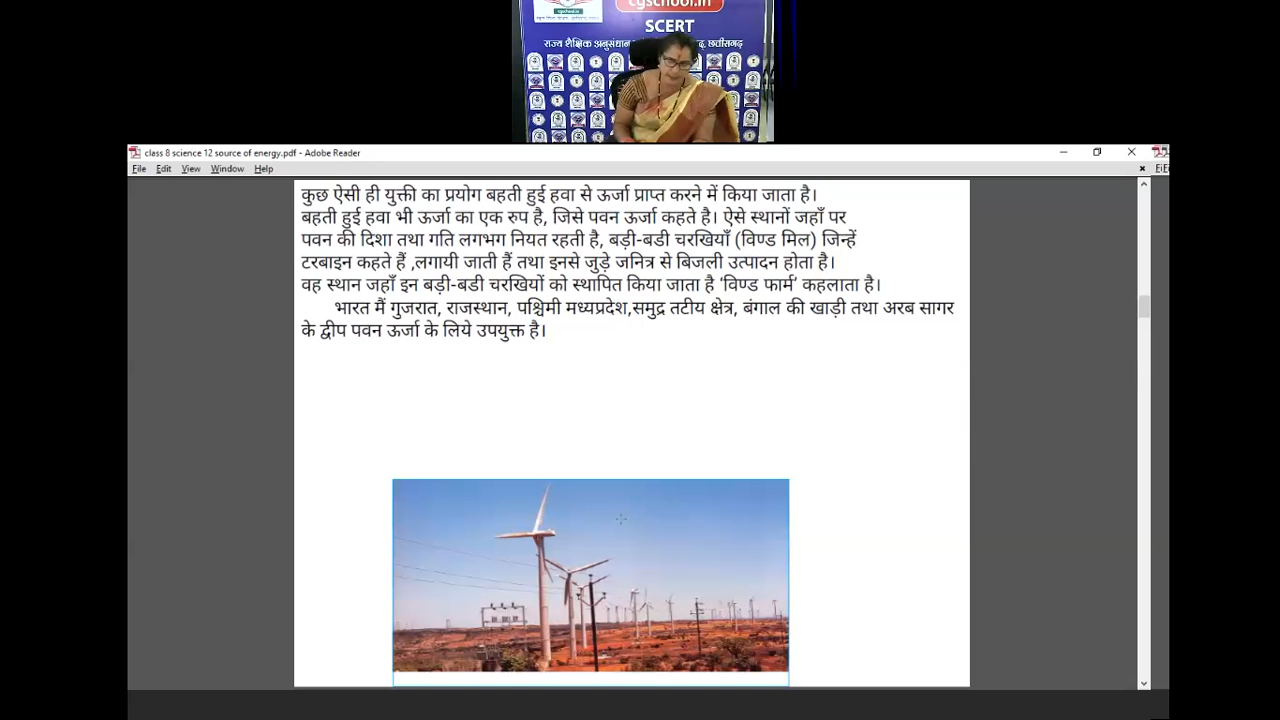 cgschool.in
SCERT
class 8 science 12 source of energy.pdf - Adobe Reader
File Edit View Window Help
कुछ ऐसी ही युक्ती का प्रयोग बहती हुई हवा से ऊर्जा प्राप्त करने में किया जाता है।
बहती हुई हवा भी ऊर्जा का एक रुप है, जिसे पवन ऊर्जा कहते है। ऐसे स्थानों जहाँ पर
पवन की दिशा तथा गति लगभग नियत रहती है, बड़ी-बडी चरखियाँ (विण्ड मिल) जिन्हें
टरबाइन कहते हैं ,लगायी जाती हैं तथा इनसे जुड़े जनित्र से बिजली उत्पादन होता है।
वह स्थान जहाँ इन बड़ी-बडी चरखियों को स्थापित किया जाता है ‘विण्ड फार्म’ कहलाता है।
भारत मैं गुजरात, राजस्थान, पश्चिमी मध्यप्रदेश,समुद्र तटीय क्षेत्र, बंगाल की खाड़ी तथा अरब सागर
के द्वीप पवन ऊर्जा के लिये उपयुक्त है।